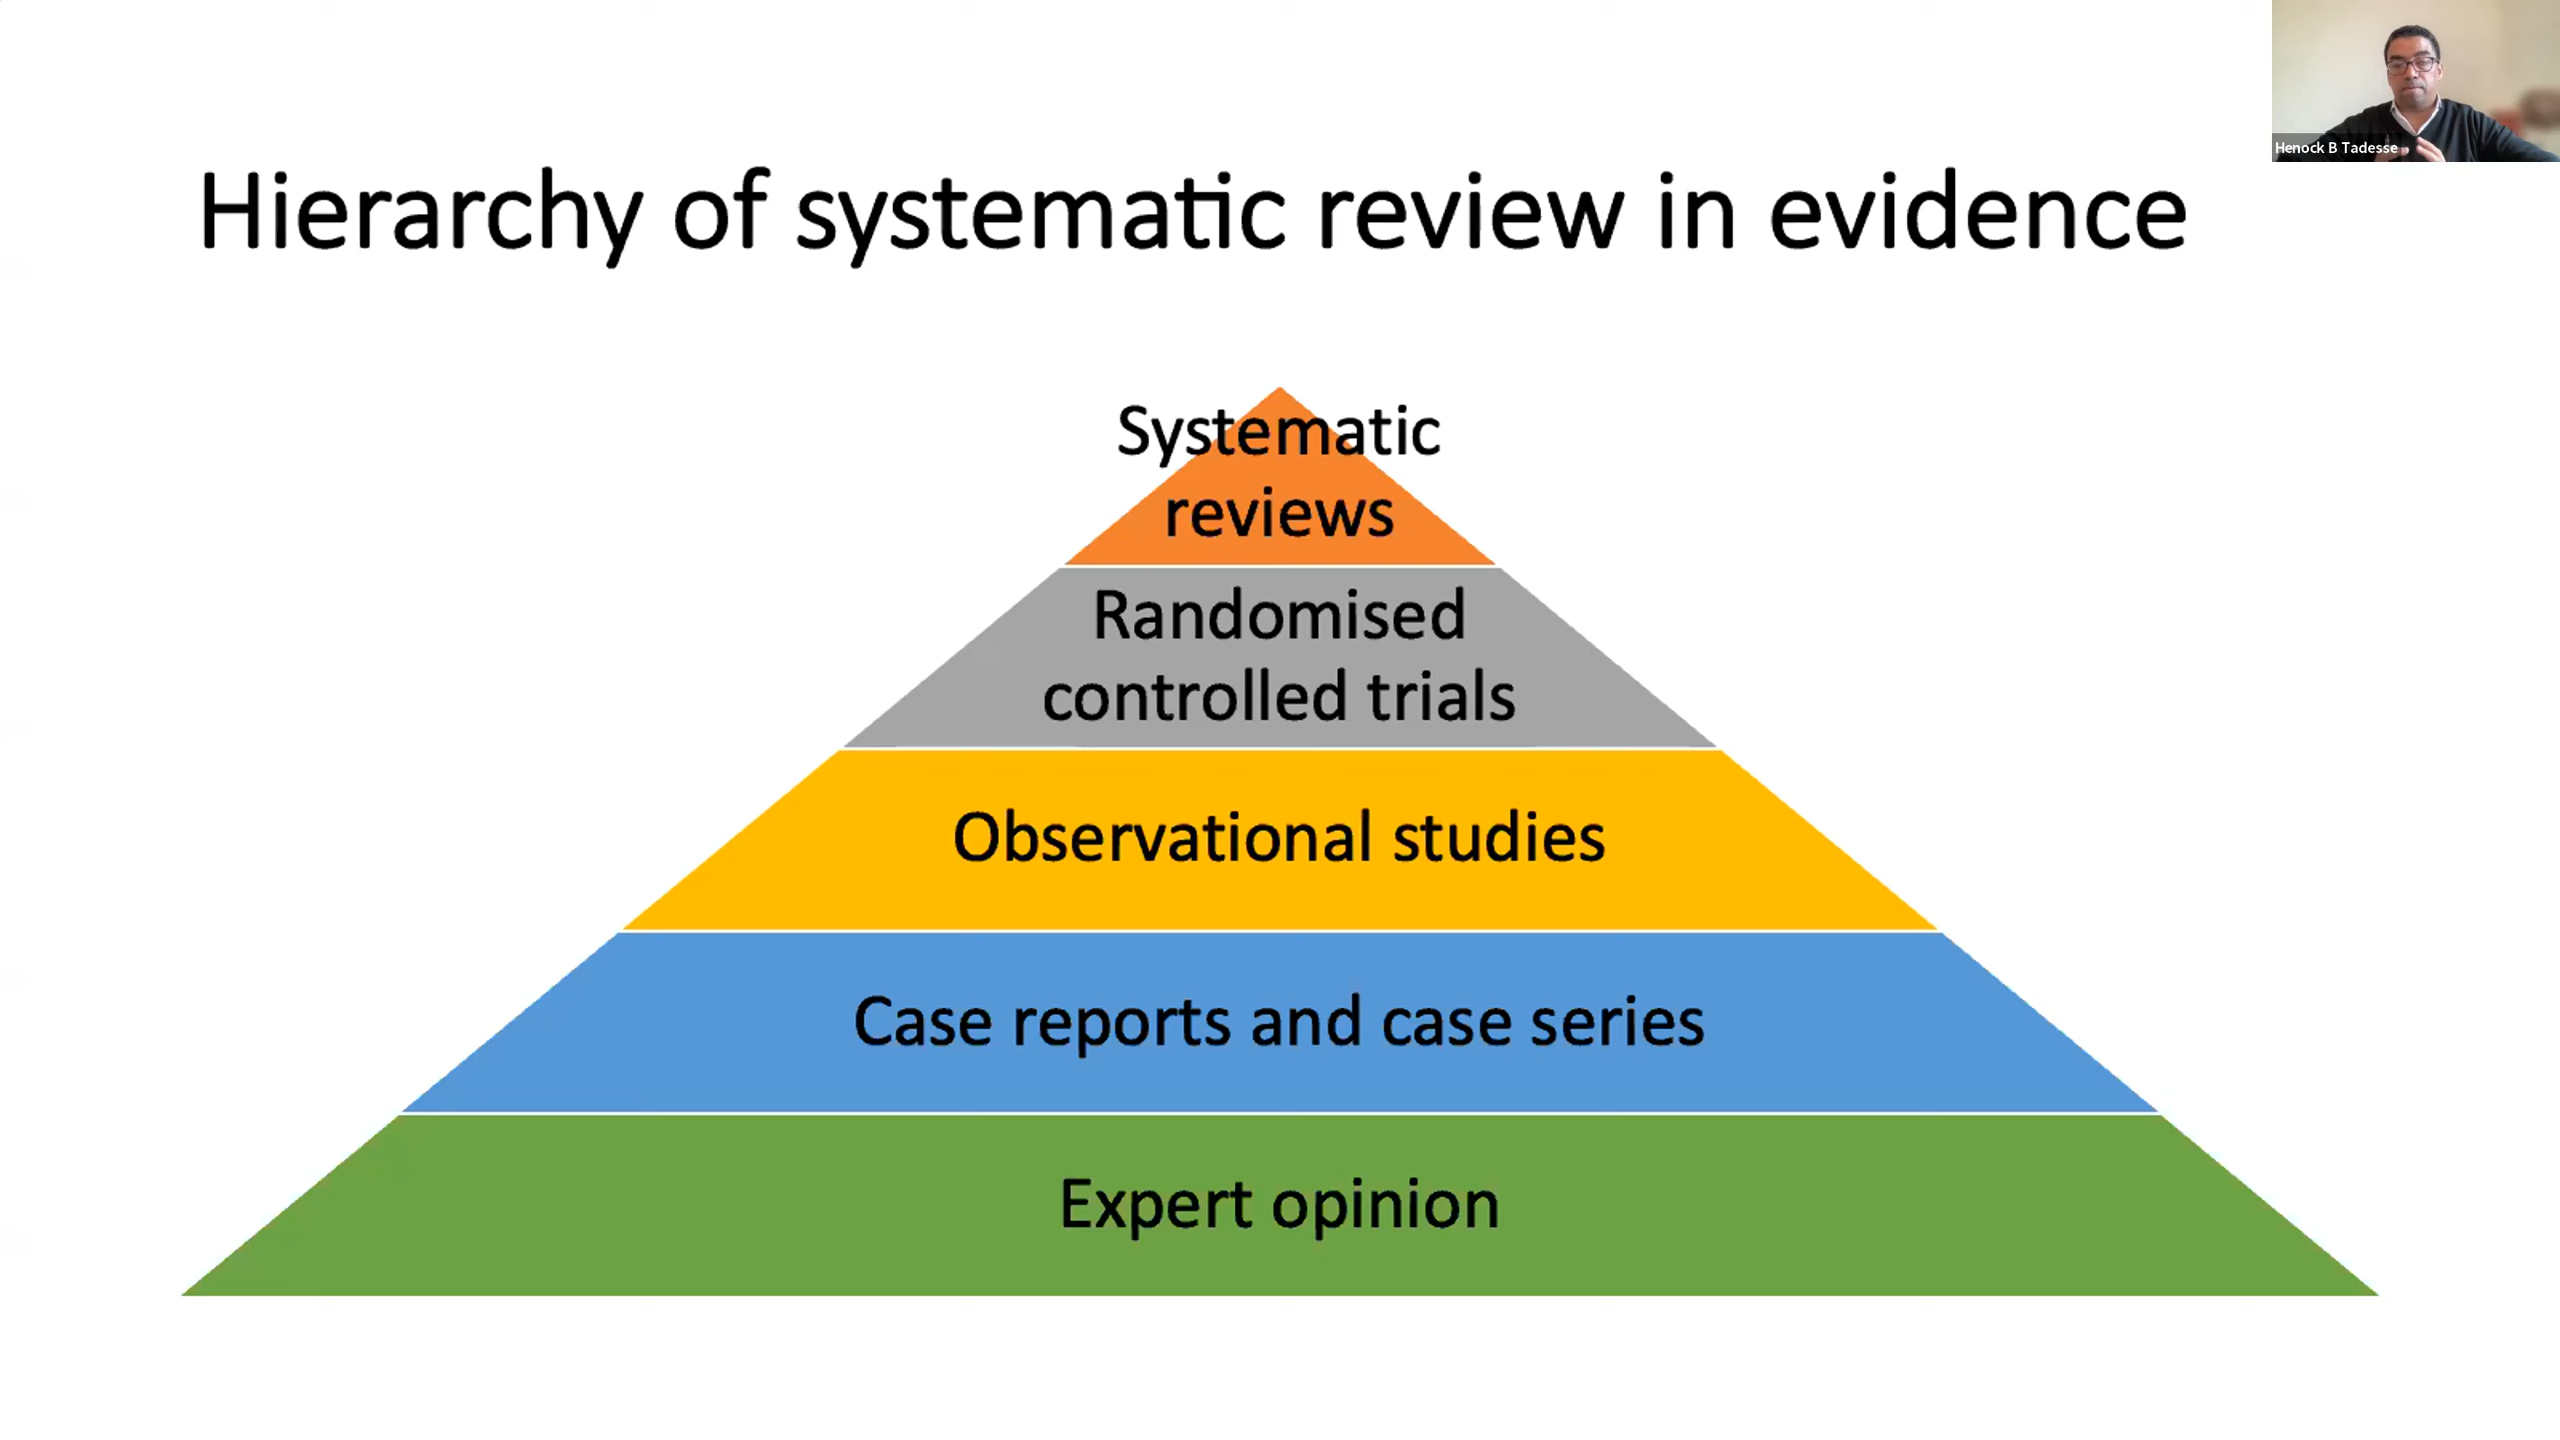 Henock B Tadesse
Hierarchy of systematic review in evidence
Systematic
reviews
Randomised
controlled trials
Observational studies
Case reports and case series
Expert opinion